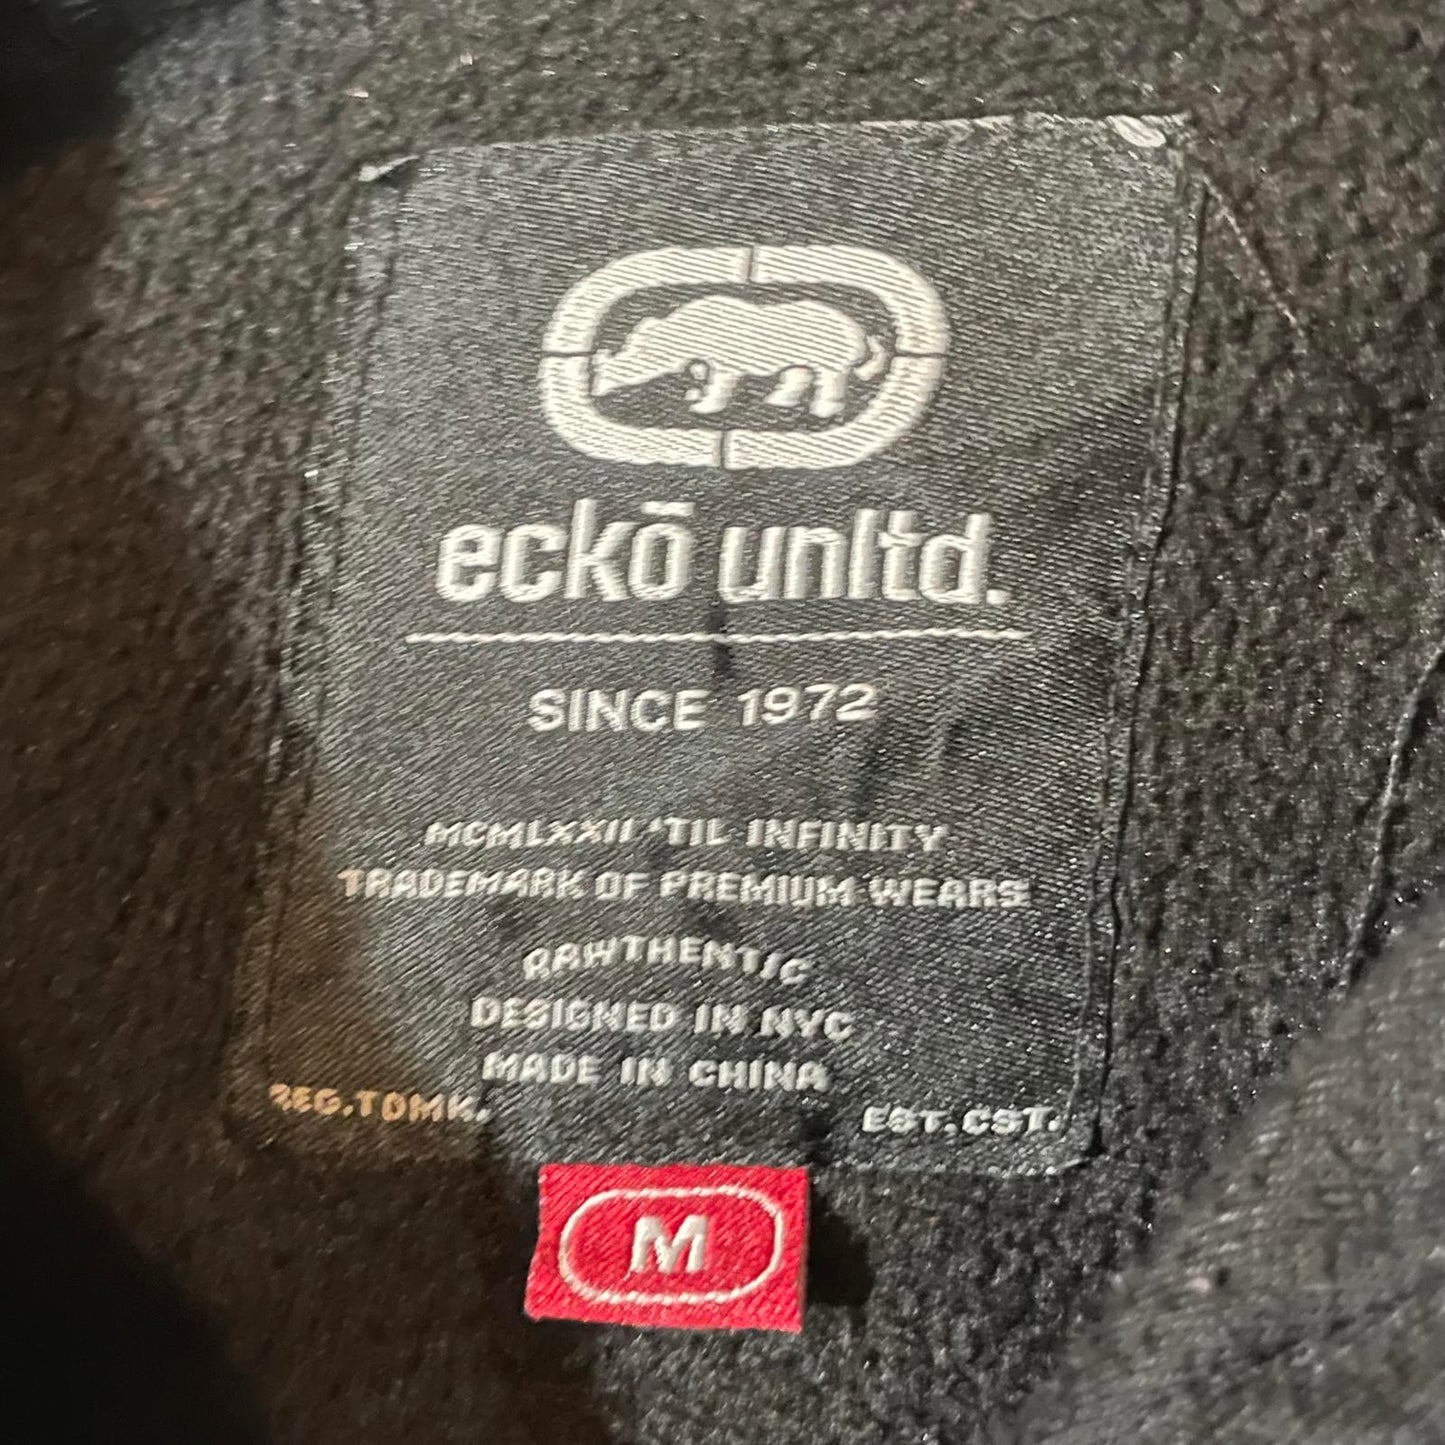 eckō unltd.
SINCE 1972
MCMLXXII 'TIL INFINITY
TRADEMARK OF PREMIUM WEARS
RAWTHENTIC
DESIGNED IN NYC
MADE IN CHINA
REG.TDMK.
EST.CST.
M